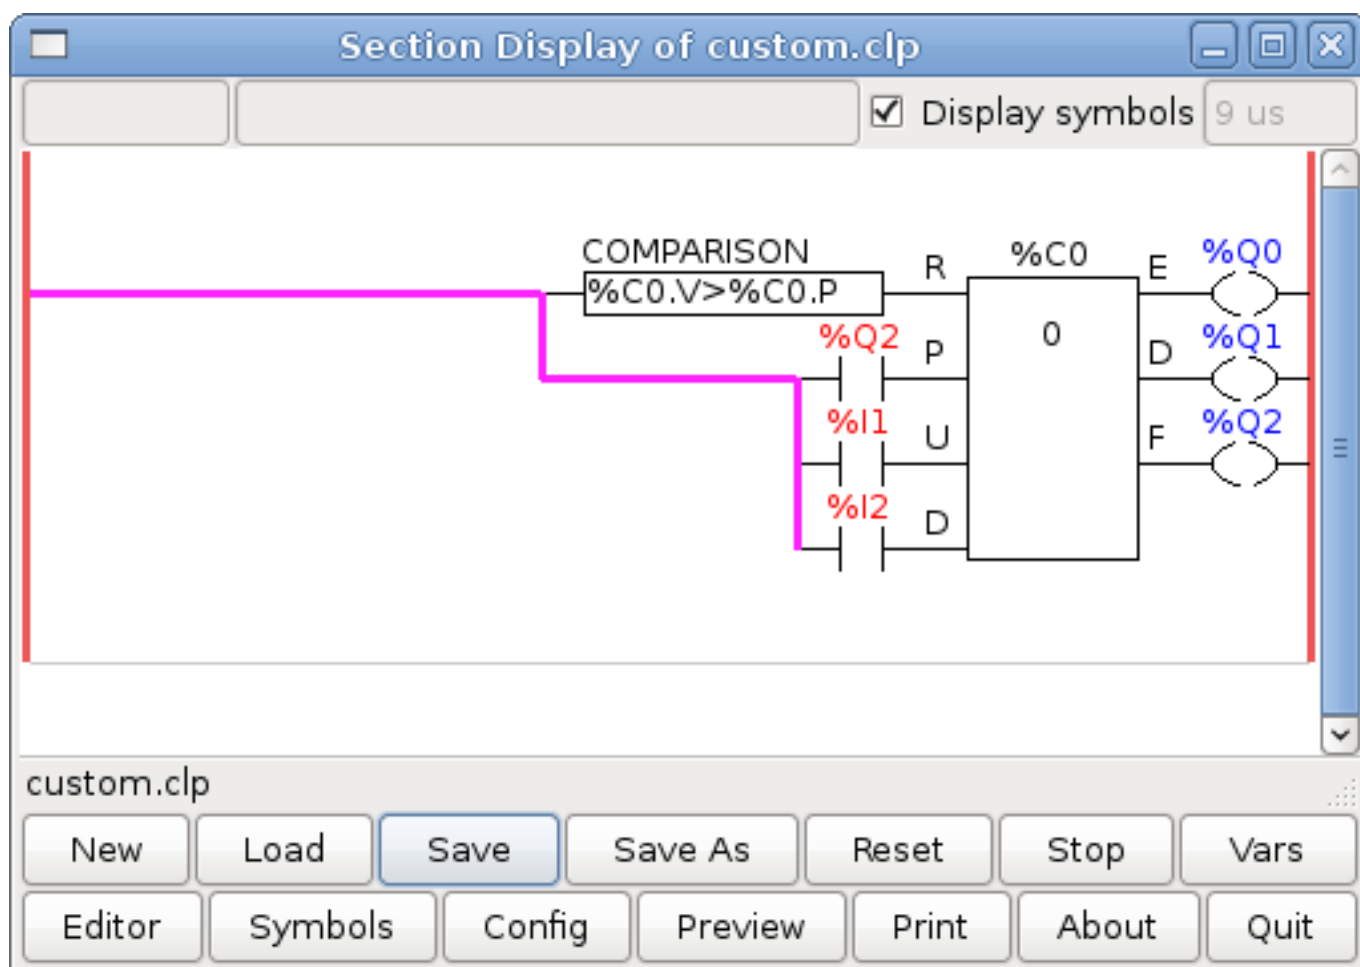 Section Display of custom.clp
Display symbols 9 us
COMPARISON R %C0 E %Q0
%C0.V>%C0.P
%Q2 P 0 D %Q1
%I1 U F %Q2
%I2 D
custom.clp
New Load Save Save As Reset Stop Vars
Editor Symbols Config Preview Print About Quit